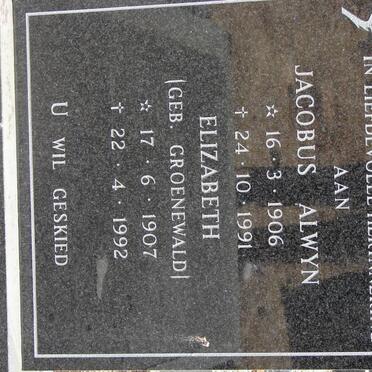 IN LIEFDEVOLLE HERINNERING
AAN
JACOBUS ALWYN
☆ 16 · 3 · 1906
† 24 · 10 · 1991
ELIZABETH
(GEB. GROENEWALD)
☆ 17 · 6 · 1907
† 22 · 4 · 1992
U WIL GESKIED